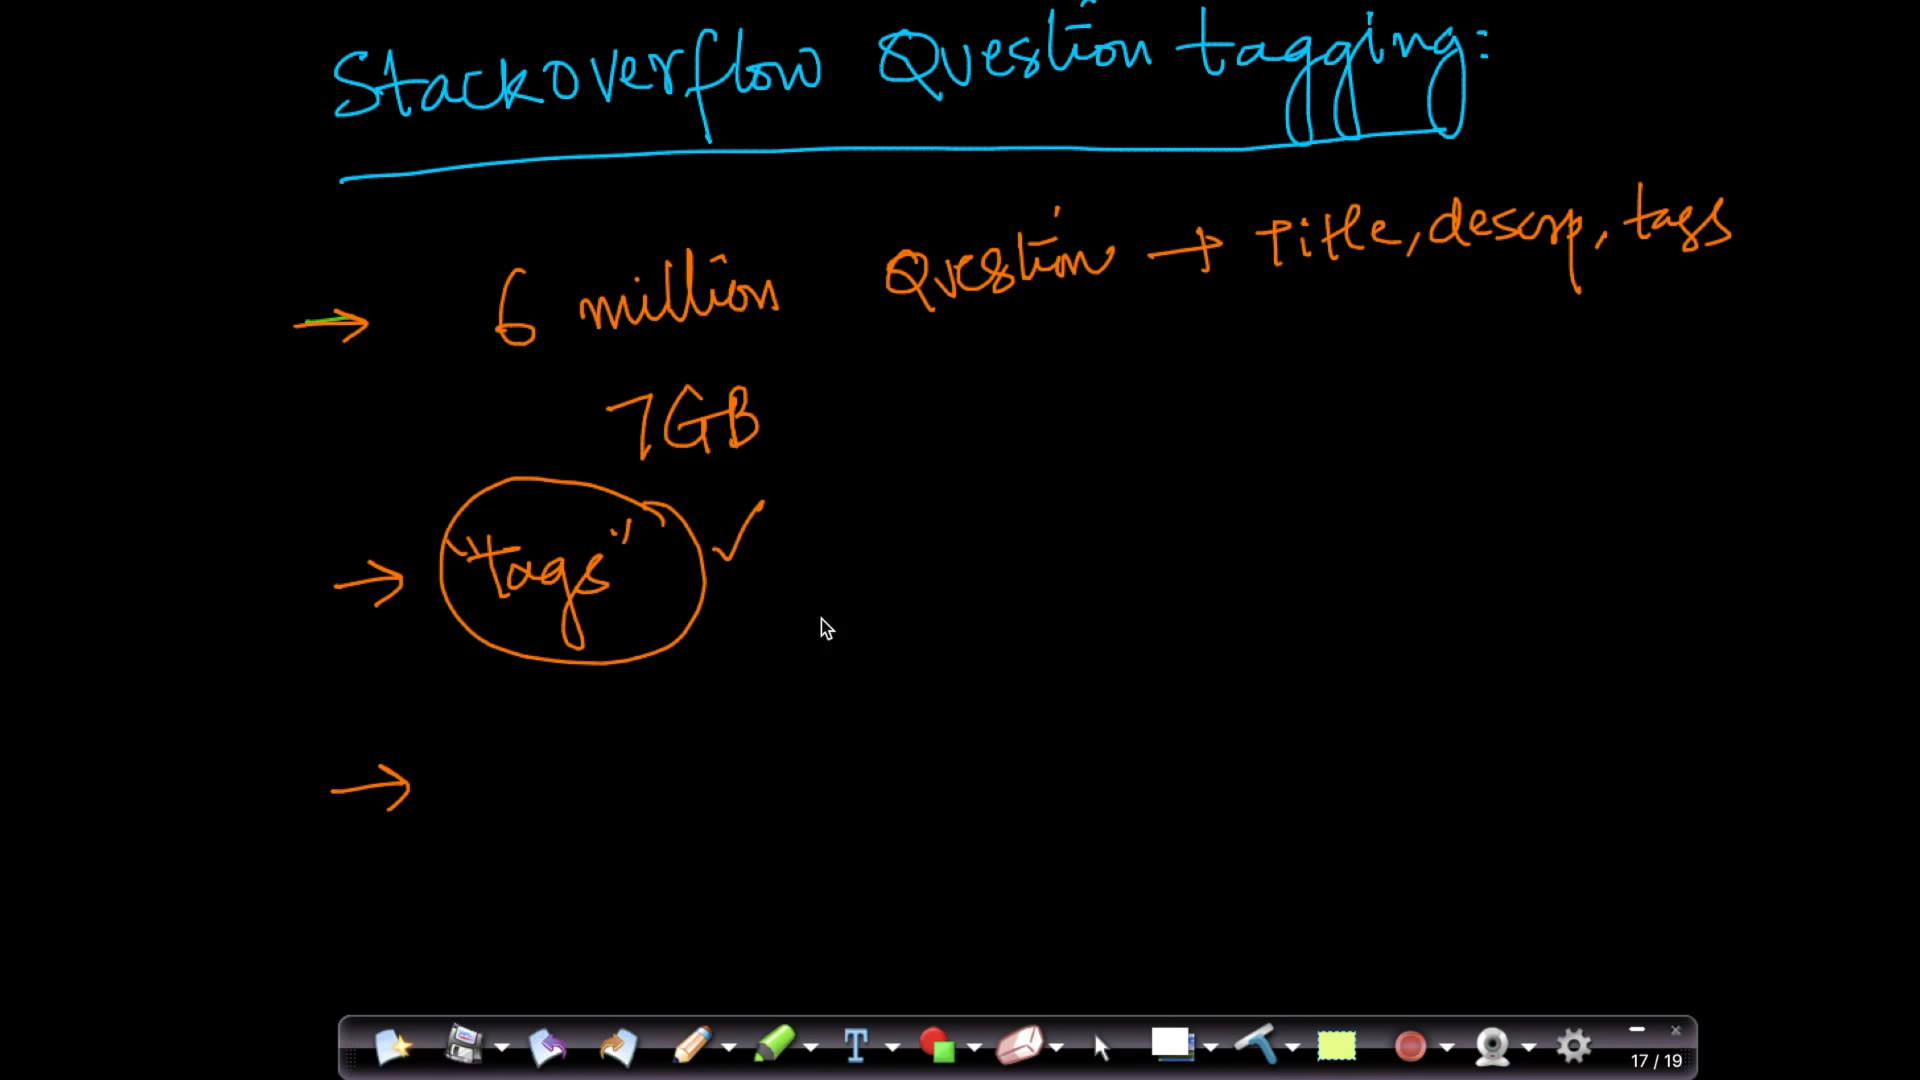 Stackoverflow Question tagging:
→ 6 million Question → Title, descrp, tags
7GB
→ "tags" ✓
→
T
17 / 19